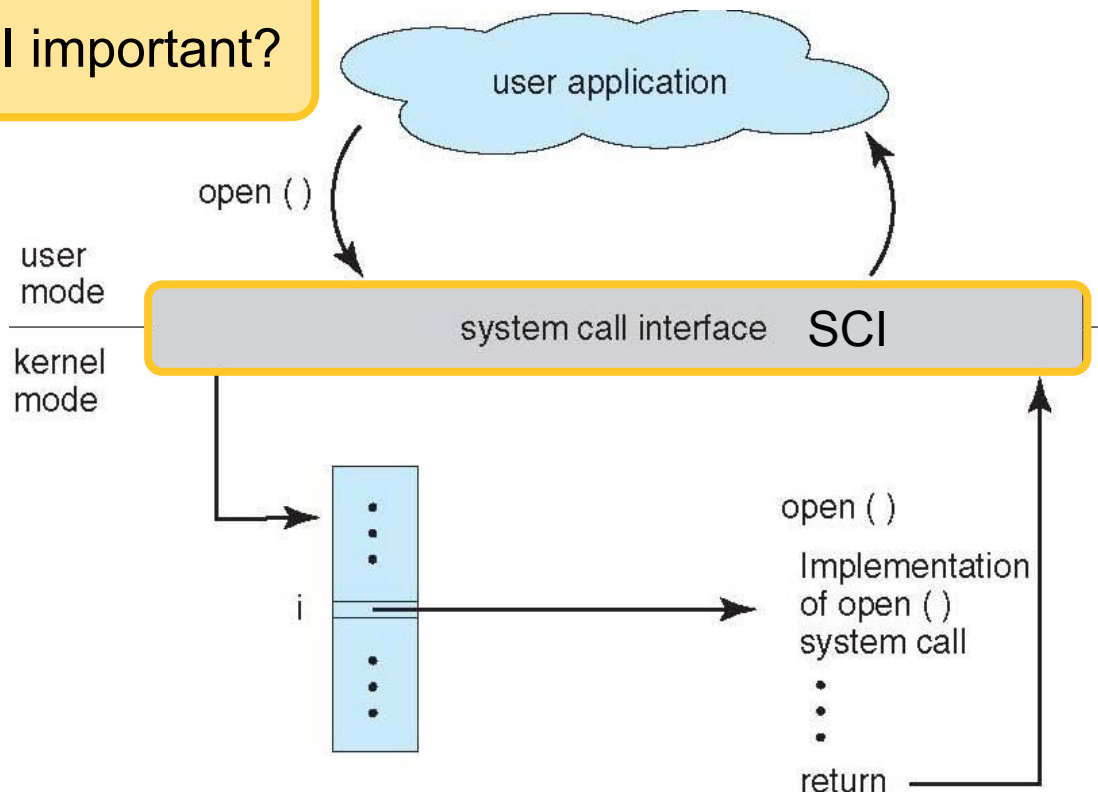 I important?
user application
open ( )
user
mode
system call interface SCI
kernel
mode
open ( )
Implementation
of open ( )
system call
i
return